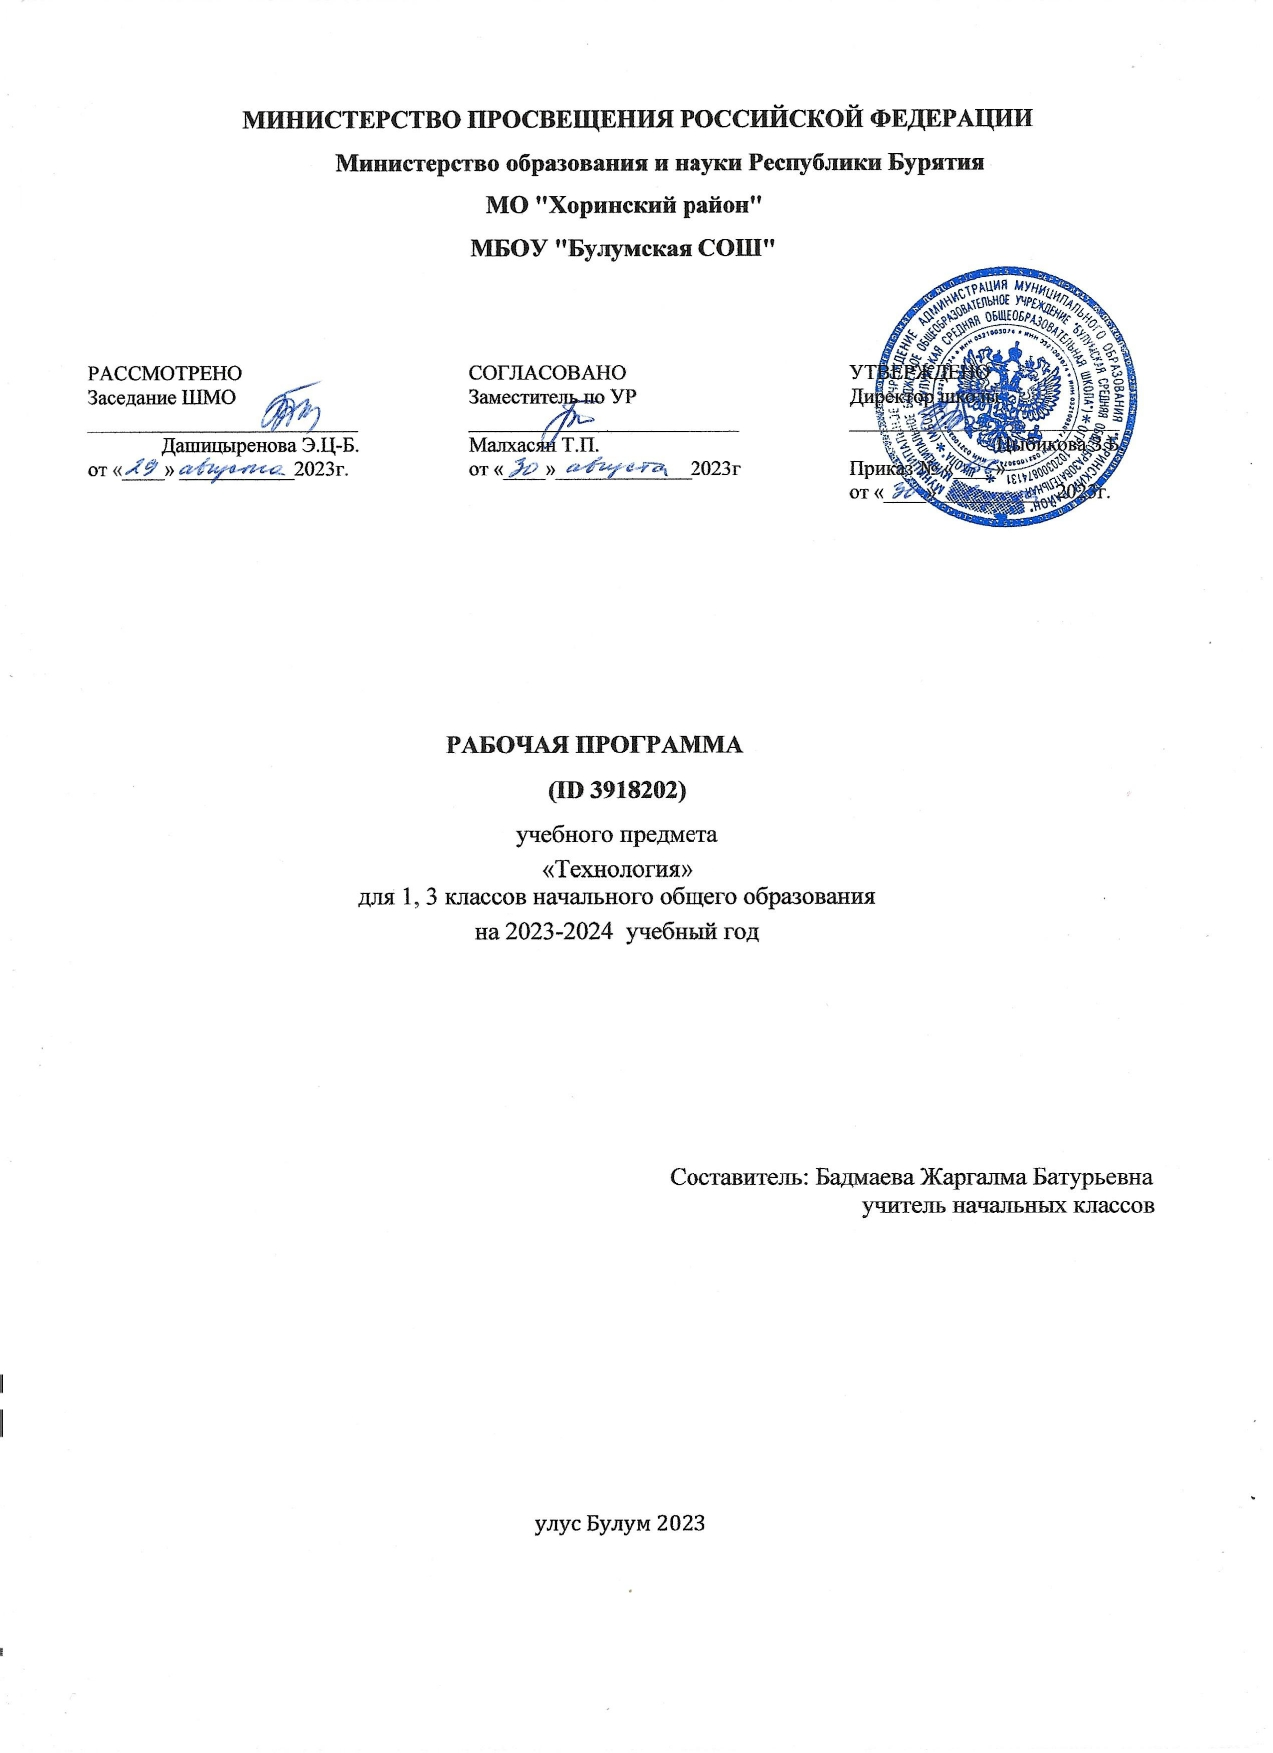 МИНИСТЕРСТВО ПРОСВЕЩЕНИЯ РОССИЙСКОЙ ФЕДЕРАЦИИ
Министерство образования и науки Республики Бурятия
МО "Хоринский район"
МБОУ "Булумская СОШ"
РАССМОТРЕНО
Заседание ШМО
Дашицыренова Э.Ц-Б.
от «29» августа 2023г.
СОГЛАСОВАНО
Заместитель по УР
Малхасян Т.П.
от «30» августа 2023г
УТВЕРЖДЕНО
Директор школы
Цыбикова З.Б.
Приказ № « »
от «30» 2023г.
РАБОЧАЯ ПРОГРАММА
(ID 3918202)
учебного предмета
«Технология»
для 1, 3 классов начального общего образования
на 2023-2024 учебный год
Составитель: Бадмаева Жаргалма Батурьевна
учитель начальных классов
улус Булум 2023